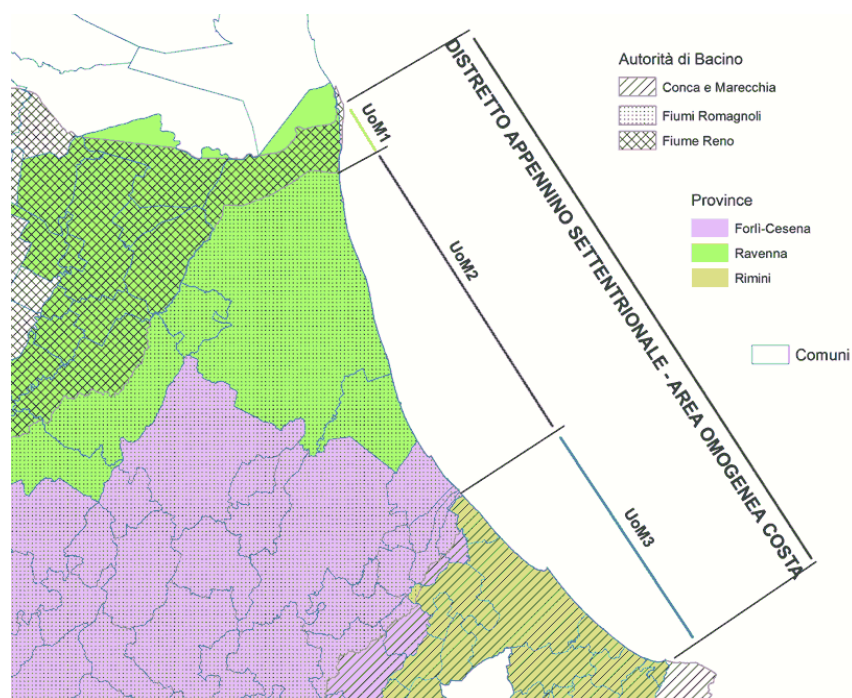 DISTRETTO APPENNINO SETTENTRIONALE - AREA OMOGENEA COSTA
UoM1
UoM2
UoM3
Autorità di Bacino
Conca e Marecchia
Fiumi Romagnoli
Fiume Reno
Province
Forlì-Cesena
Ravenna
Rimini
Comuni